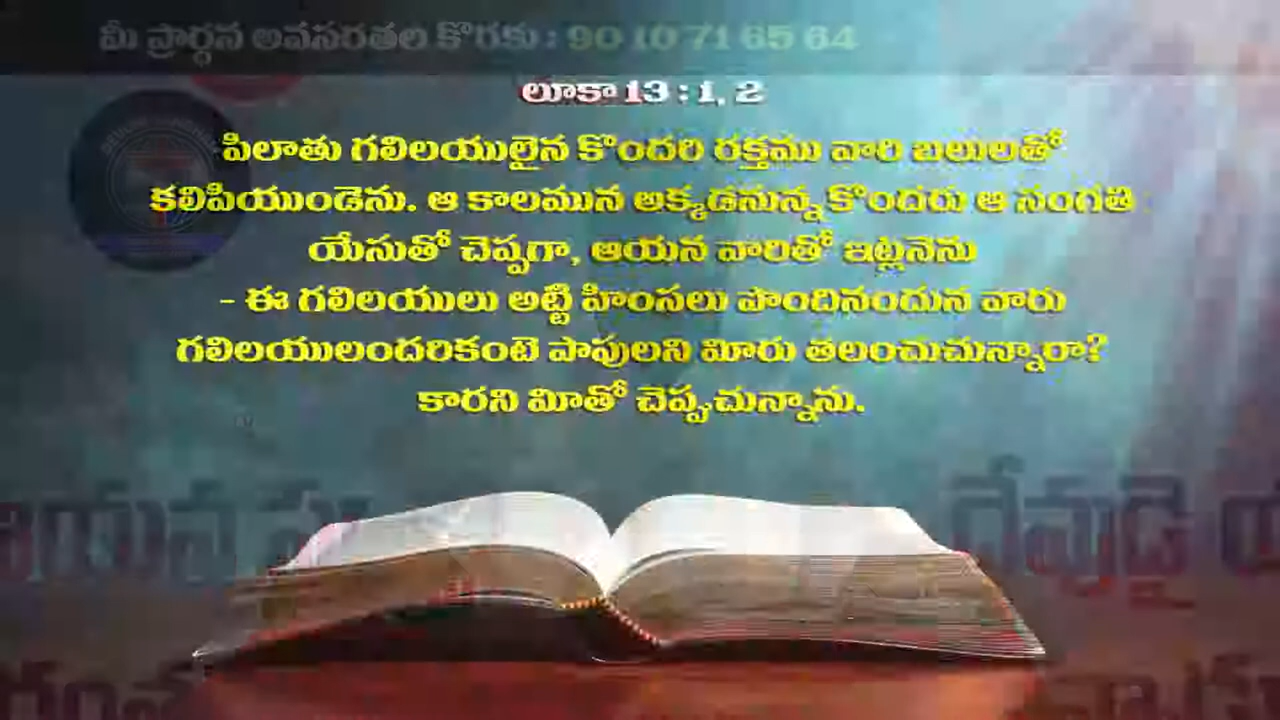 మీ ప్రార్థన అవసరతల కొరకు : 90 10 71 65 64
లూకా 13 : 1, 2
పిలాతు గలిలయులైన కొందరి రక్తము వారి బలులతో
కలిపియుండెను. ఆ కాలమున అక్కడనున్న కొందరు ఆ సంగతి
యేసుతో చెప్పగా, ఆయన వారితో ఇట్లనెను
- ఈ గలిలయులు అట్టి హింసలు పొందినందున వారు
గలిలయులందరికంటె పాపులని మీరు తలంచుచున్నారా?
కారని మీతో చెప్పుచున్నాను.
దేవుడై